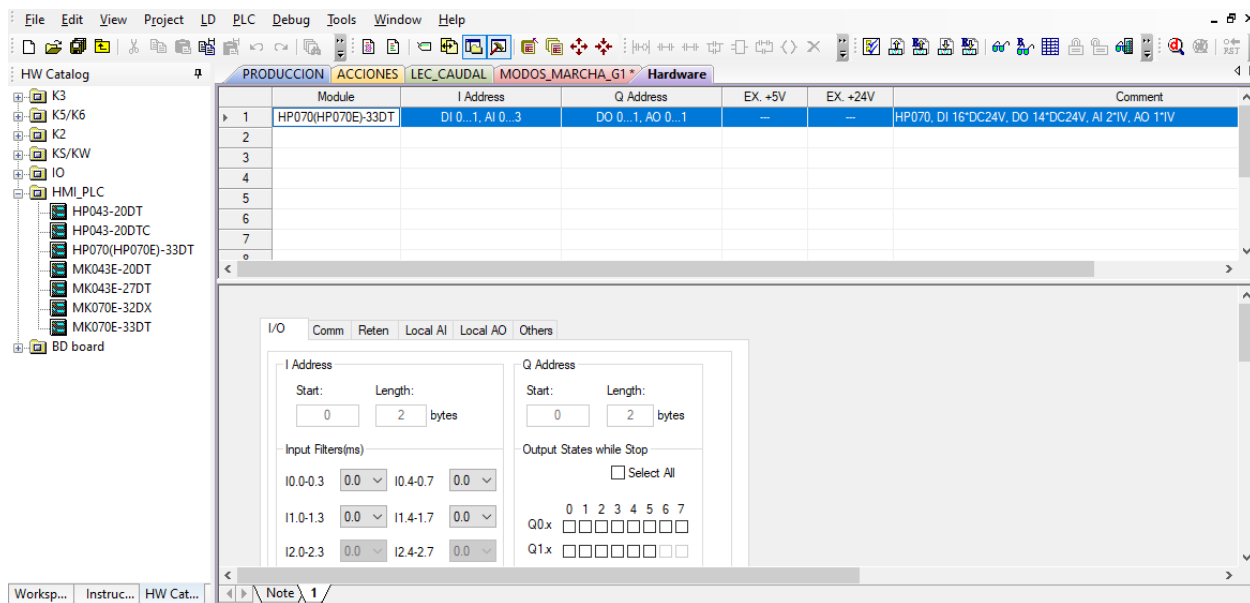 File Edit View Project LD PLC Debug Tools Window Help
HW Catalog
PRODUCCION ACCIONES LEC_CAUDAL MODOS_MARCHA_G1* Hardware
K3
K5/K6
K2
KS/KW
IO
HMI_PLC
HP043-20DT
HP043-20DTC
HP070(HP070E)-33DT
MK043E-20DT
MK043E-27DT
MK070E-32DX
MK070E-33DT
BD board
Module I Address Q Address EX. +5V EX. +24V Comment
1 HP070(HP070E)-33DT DI 0...1, AI 0...3 DO 0...1, AO 0...1 --- --- HP070, DI 16*DC24V, DO 14*DC24V, AI 2*IV, AO 1*IV
2
3
4
5
6
7
8
I/O Comm Reten Local AI Local AO Others
I Address
Start: Length:
0 2 bytes
Input Filters(ms)
I0.0-0.3 0.0 I0.4-0.7 0.0
I1.0-1.3 0.0 I1.4-1.7 0.0
I2.0-2.3 0.0 I2.4-2.7 0.0
Q Address
Start: Length:
0 2 bytes
Output States while Stop
Select All
0 1 2 3 4 5 6 7
Q0.x
Q1.x
Worksp... Instruc... HW Cat...
Note 1
RST